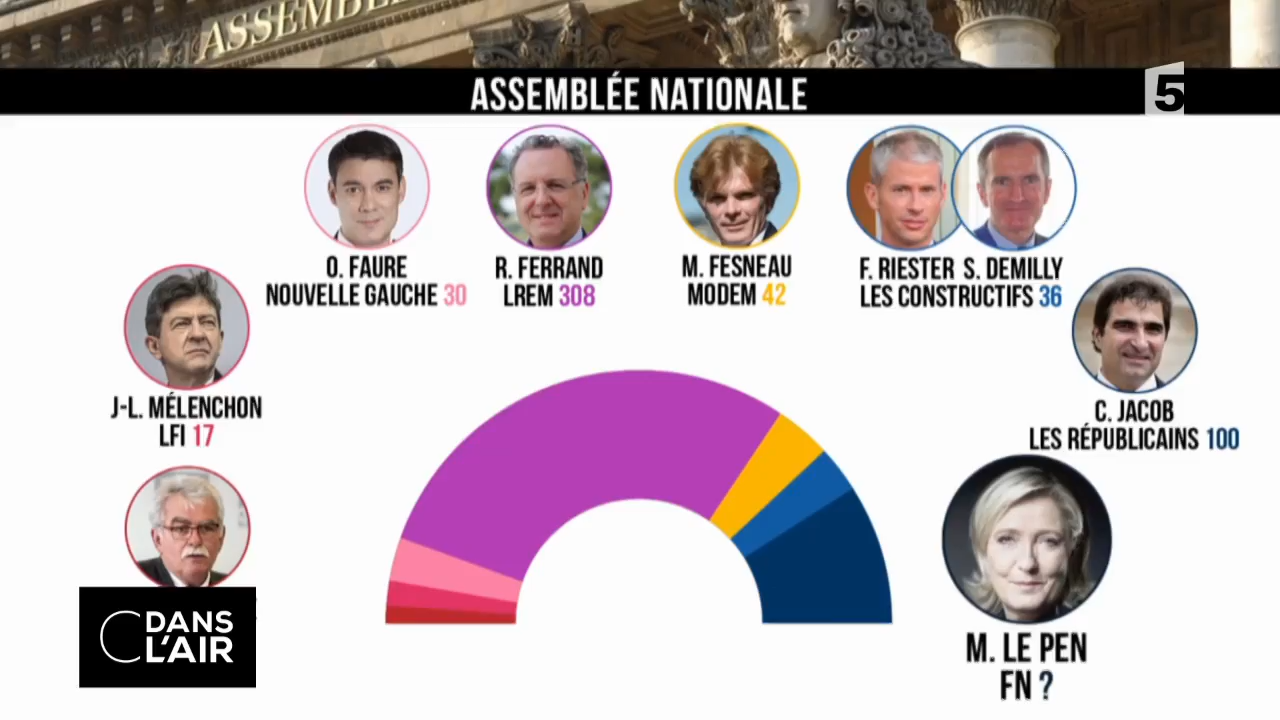 ASSEMBL
ASSEMBLÉE NATIONALE
5
O. FAURE
NOUVELLE GAUCHE 30
R. FERRAND
LREM 308
M. FESNEAU
MODEM 42
F. RIESTER S. DEMILLY
LES CONSTRUCTIFS 36
J-L. MÉLENCHON
LFI 17
C. JACOB
LES RÉPUBLICAINS 100
M. LE PEN
FN ?
C DANS
L'AIR